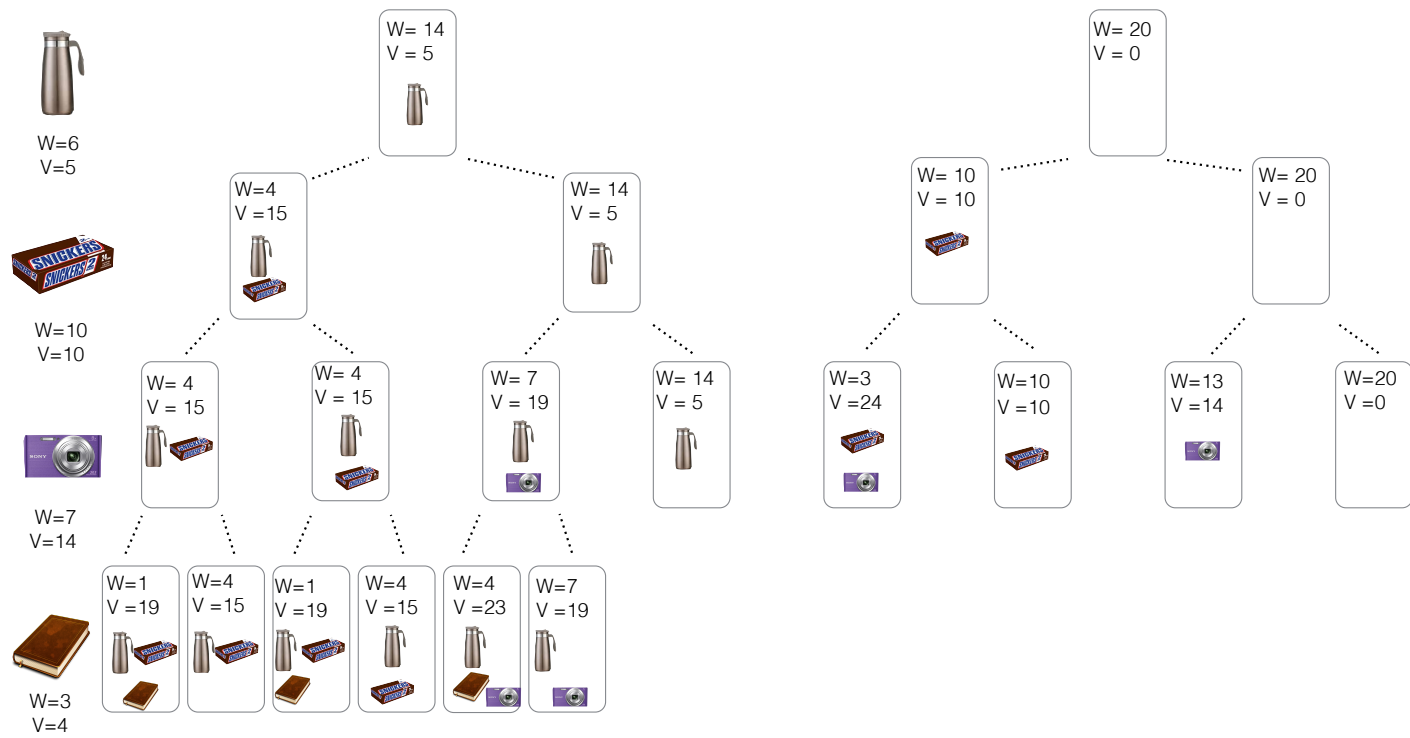 W= 14
V = 5
W= 20
V = 0
W=6
V=5
W=4
V =15
W= 14
V = 5
W= 10
V = 10
W= 20
V = 0
SNICKERS
SNICKERS 2
W=10
V=10
W= 4
V = 15
W= 4
V = 15
W= 7
V = 19
W= 14
V = 5
W=3
V =24
W=10
V =10
W=13
V =14
W=20
V =0
SONY
W=7
V=14
W=1
V =19
W=4
V =15
W=1
V =19
W=4
V =15
W=4
V =23
W=7
V =19
W=3
V=4